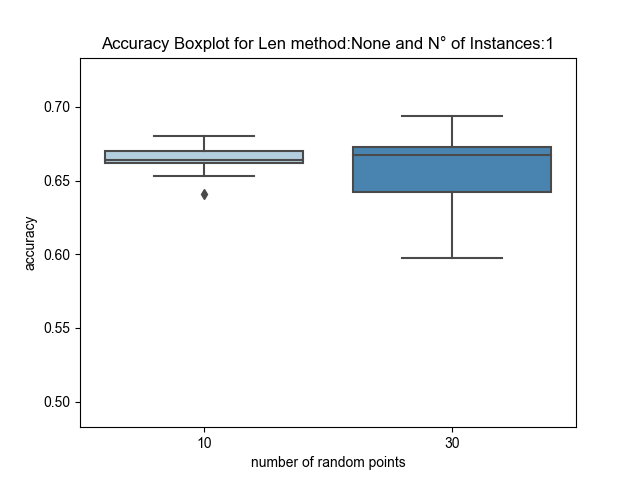 Accuracy Boxplot for Len method:None and N° of Instances:1
0.70
0.65
0.60
0.55
0.50
accuracy
10
30
number of random points